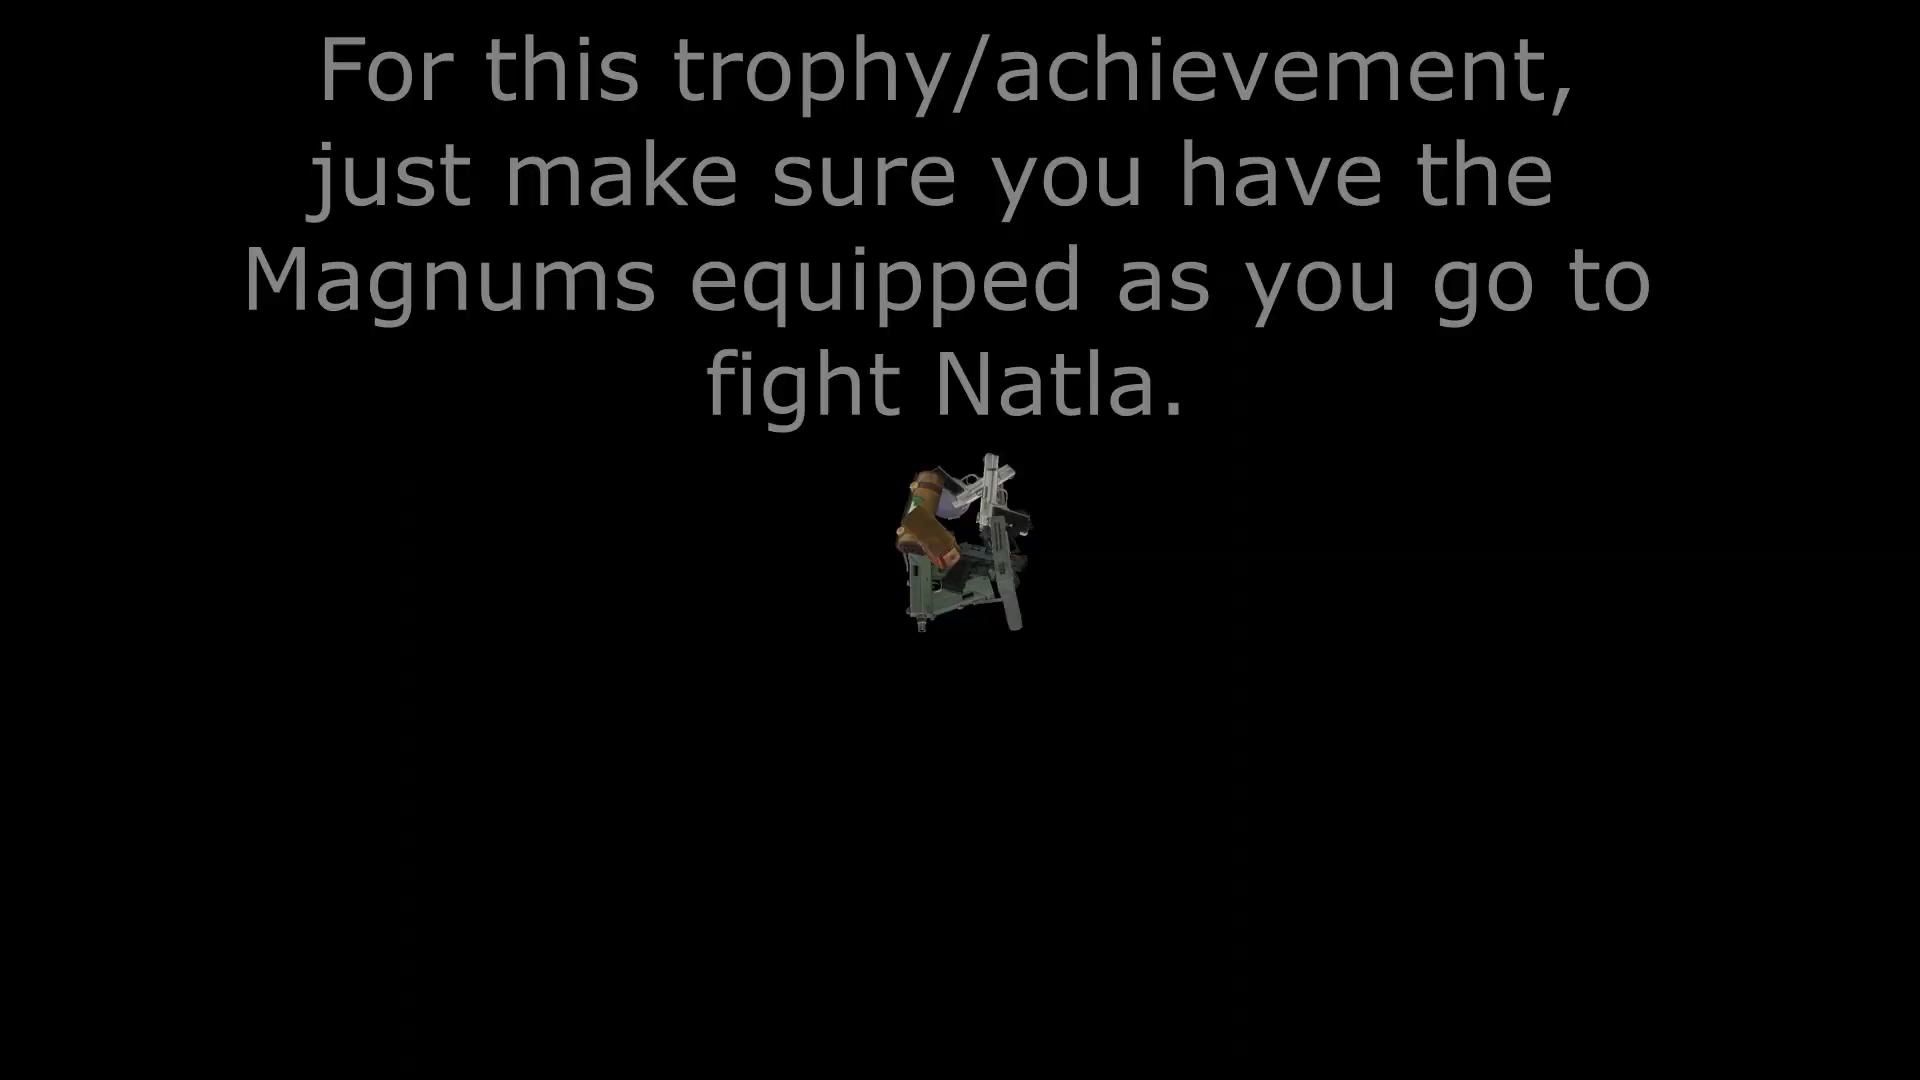 For this trophy/achievement,
just make sure you have the
Magnums equipped as you go to
fight Natla.